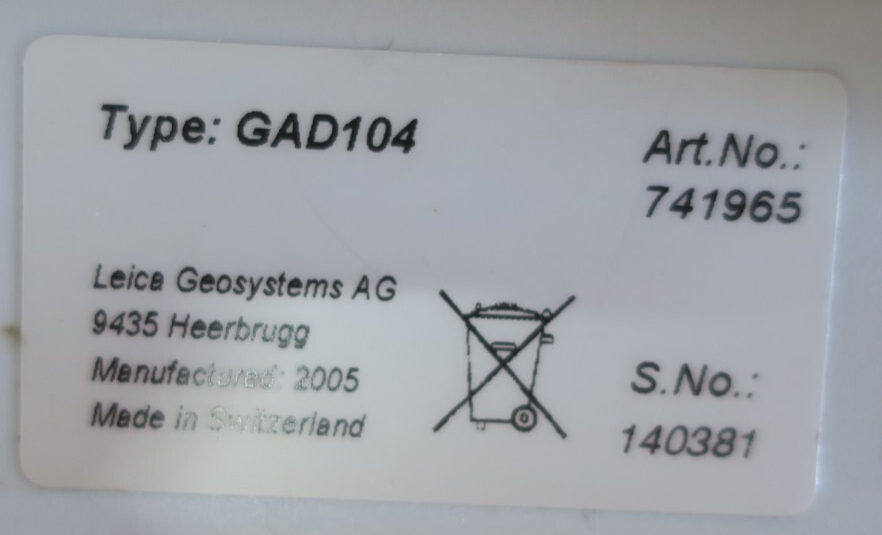 Type: GAD104
Art.No.:
741965
Leica Geosystems AG
9435 Heerbrugg
Manufactured: 2005
Made in Switzerland
S.No.:
140381